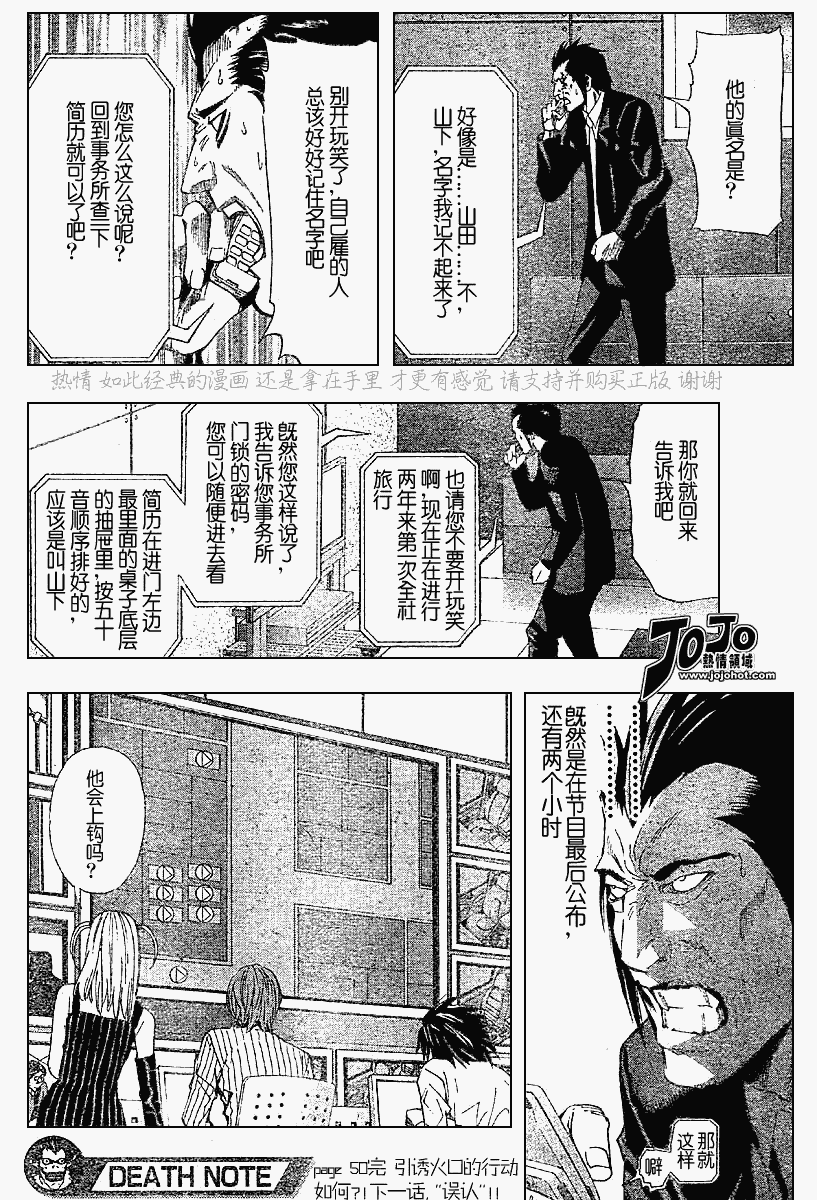 他的眞名是?
好像是……山田……不,
山下,名字我记不起来了
别开玩笑了,自己雇的人
总该好好记住名字吧
您怎么这么说呢?
回到事务所查一下
简历就可以了吧?
热情 如此经典的漫画 还是拿在手里 才更有感觉 请支持并购买正版 谢谢
那你就回来
告诉我吧
也请您不要开玩笑
啊,现在正在进行
两年来第二次全社
旅行
既然您这样说了,
我告诉您事务所
门锁的密码,
您可以随便进去看
简历在进门左边
最里面的桌子底层
的抽屉里,按五十
音顺序排好的,
应该是叫山下
JOJO
熱情領域
www.jojohot.com
既然是在节目最后公布,
还有两个小时
那就
这样
噼
他会上钩吗?
DEATH NOTE
page 50完 引诱火口的行动
如何?!下一话,“误认”!!